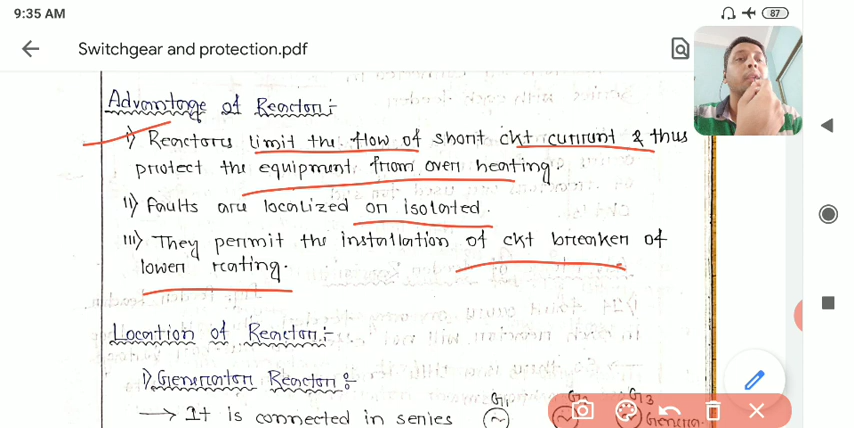 9:35 AM
87
Switchgear and protection.pdf
Advantage of Reactor:-
i) Reactors limit the flow of short ckt current & thus
protect the equipment from over heating.
ii) Faults are localized or isolated.
iii) They permit the installation of ckt breaker of
lower rating.
Location of Reactor:-
i) Generator Reactor:
→ It is connected in series
G1 G2 G3